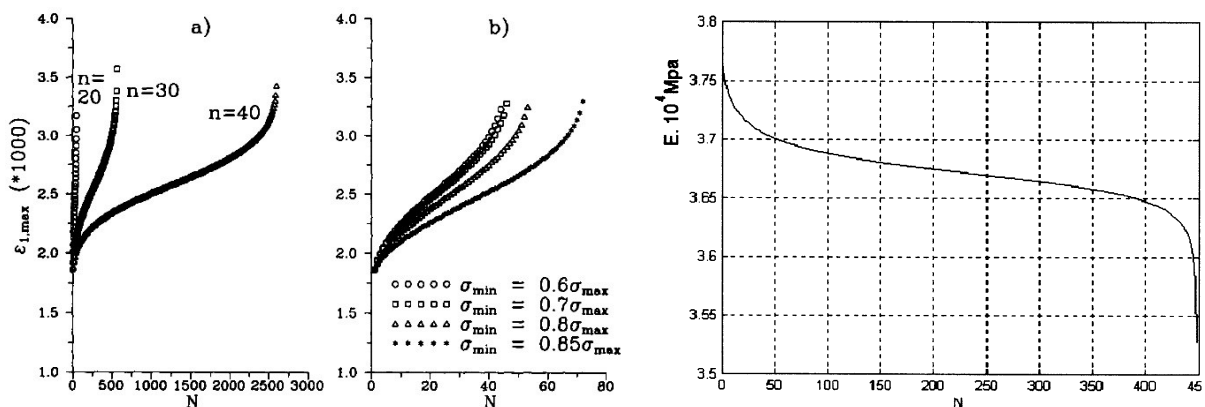 a)
4.0
3.5
3.0
2.5
2.0
1.5
1.0
ε1,max (*1000)
n=
20
n=30
n=40
0 500 1000 1500 2000 2500 3000
N
b)
4.0
3.5
3.0
2.5
2.0
1.5
1.0
σmin = 0.6σmax
σmin = 0.7σmax
σmin = 0.8σmax
σmin = 0.85σmax
0 20 40 60 80
N
3.8
3.75
3.7
3.65
3.6
3.55
3.5
E.10^4Mpa
0 50 100 150 200 250 300 350 400 45
N